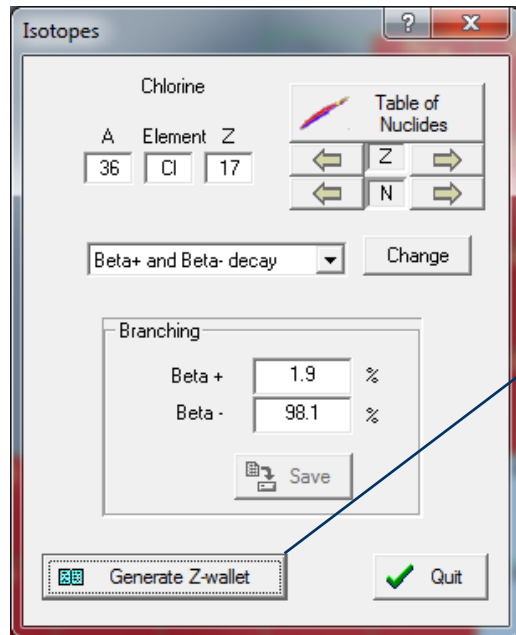 Isotopes
?
X
Chlorine
Table of
Nuclides
A Element Z
36 Cl 17
Z
N
Beta+ and Beta- decay
Change
Branching
Beta + 1.9 %
Beta - 98.1 %
Save
Generate Z-wallet
Quit